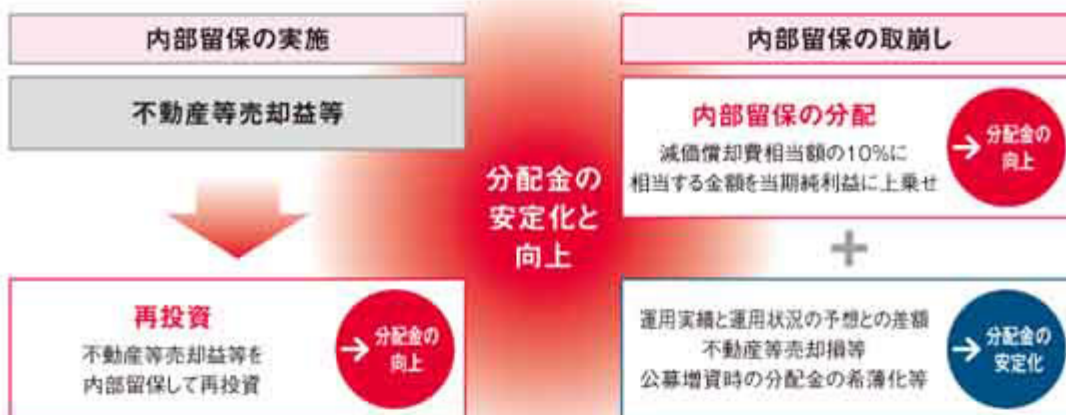 内部留保の実施
不動産等売却益等
再投資
不動産等売却益等を
内部留保して再投資
→ 分配金の
向上
分配金の
安定化と
向上
内部留保の取崩し
内部留保の分配
減価償却費相当額の10%に
相当する金額を当期純利益に上乗せ
→ 分配金の
向上
+
運用実績と運用状況の予想との差額
不動産等売却損等
公募増資時の分配金の希薄化等
→ 分配金の
安定化